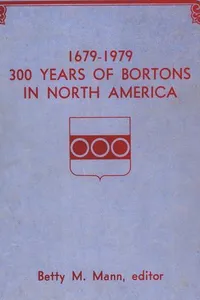 1679-1979
300 YEARS OF BORTONS
IN NORTH AMERICA
Betty M. Mann, editor